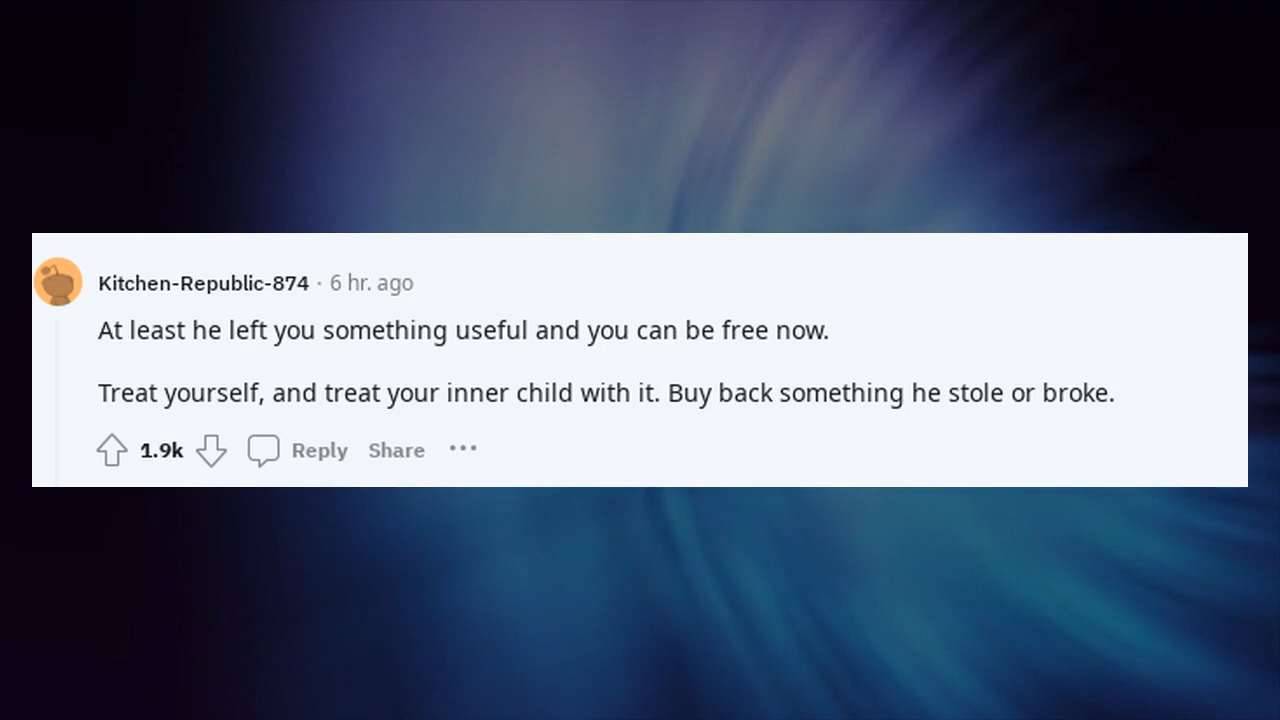 Kitchen-Republic-874 · 6 hr. ago
At least he left you something useful and you can be free now.
Treat yourself, and treat your inner child with it. Buy back something he stole or broke.
1.9k Reply Share ···